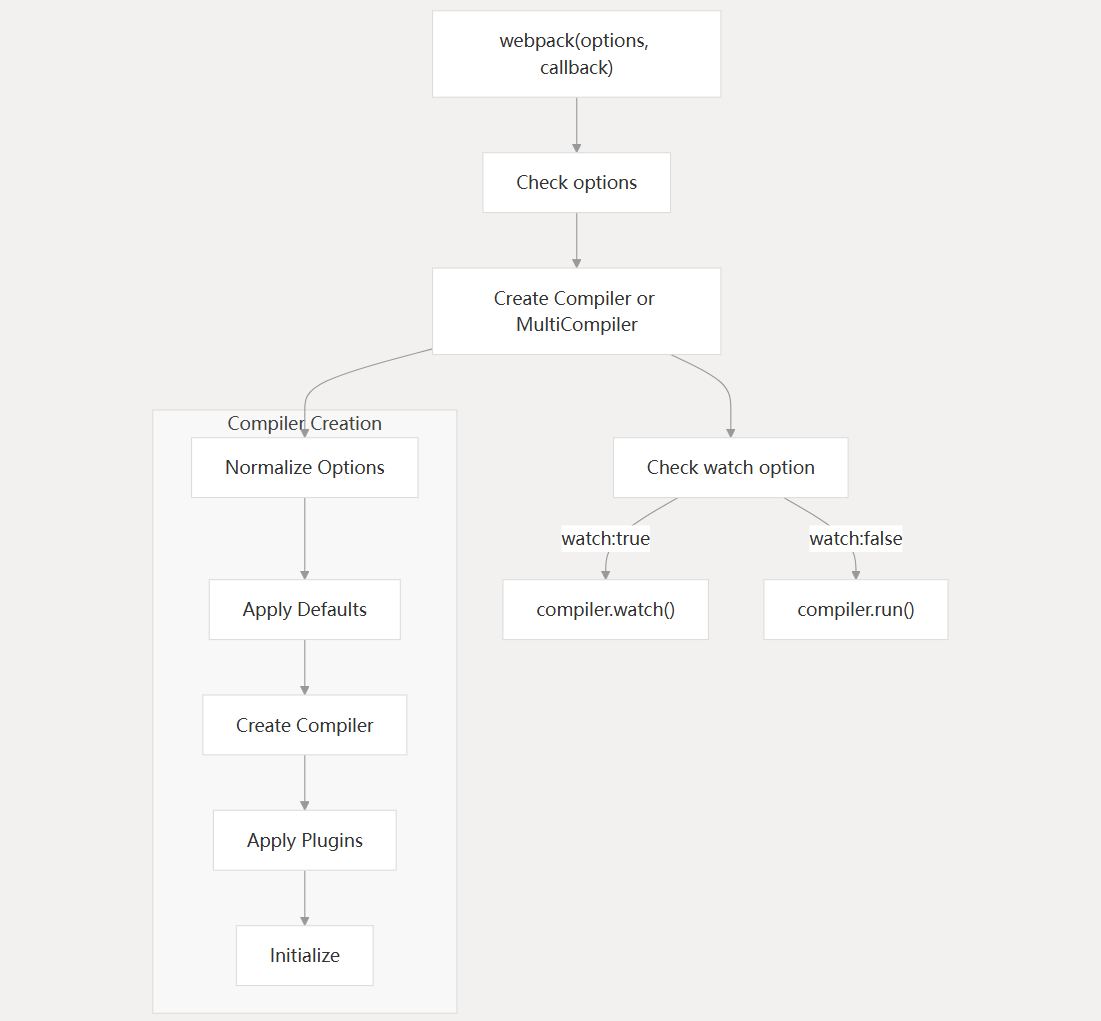 webpack(options,
callback)
Check options
Create Compiler or
MultiCompiler
Compiler Creation
Normalize Options
Apply Defaults
Create Compiler
Apply Plugins
Initialize
Check watch option
watch:true
watch:false
compiler.watch()
compiler.run()